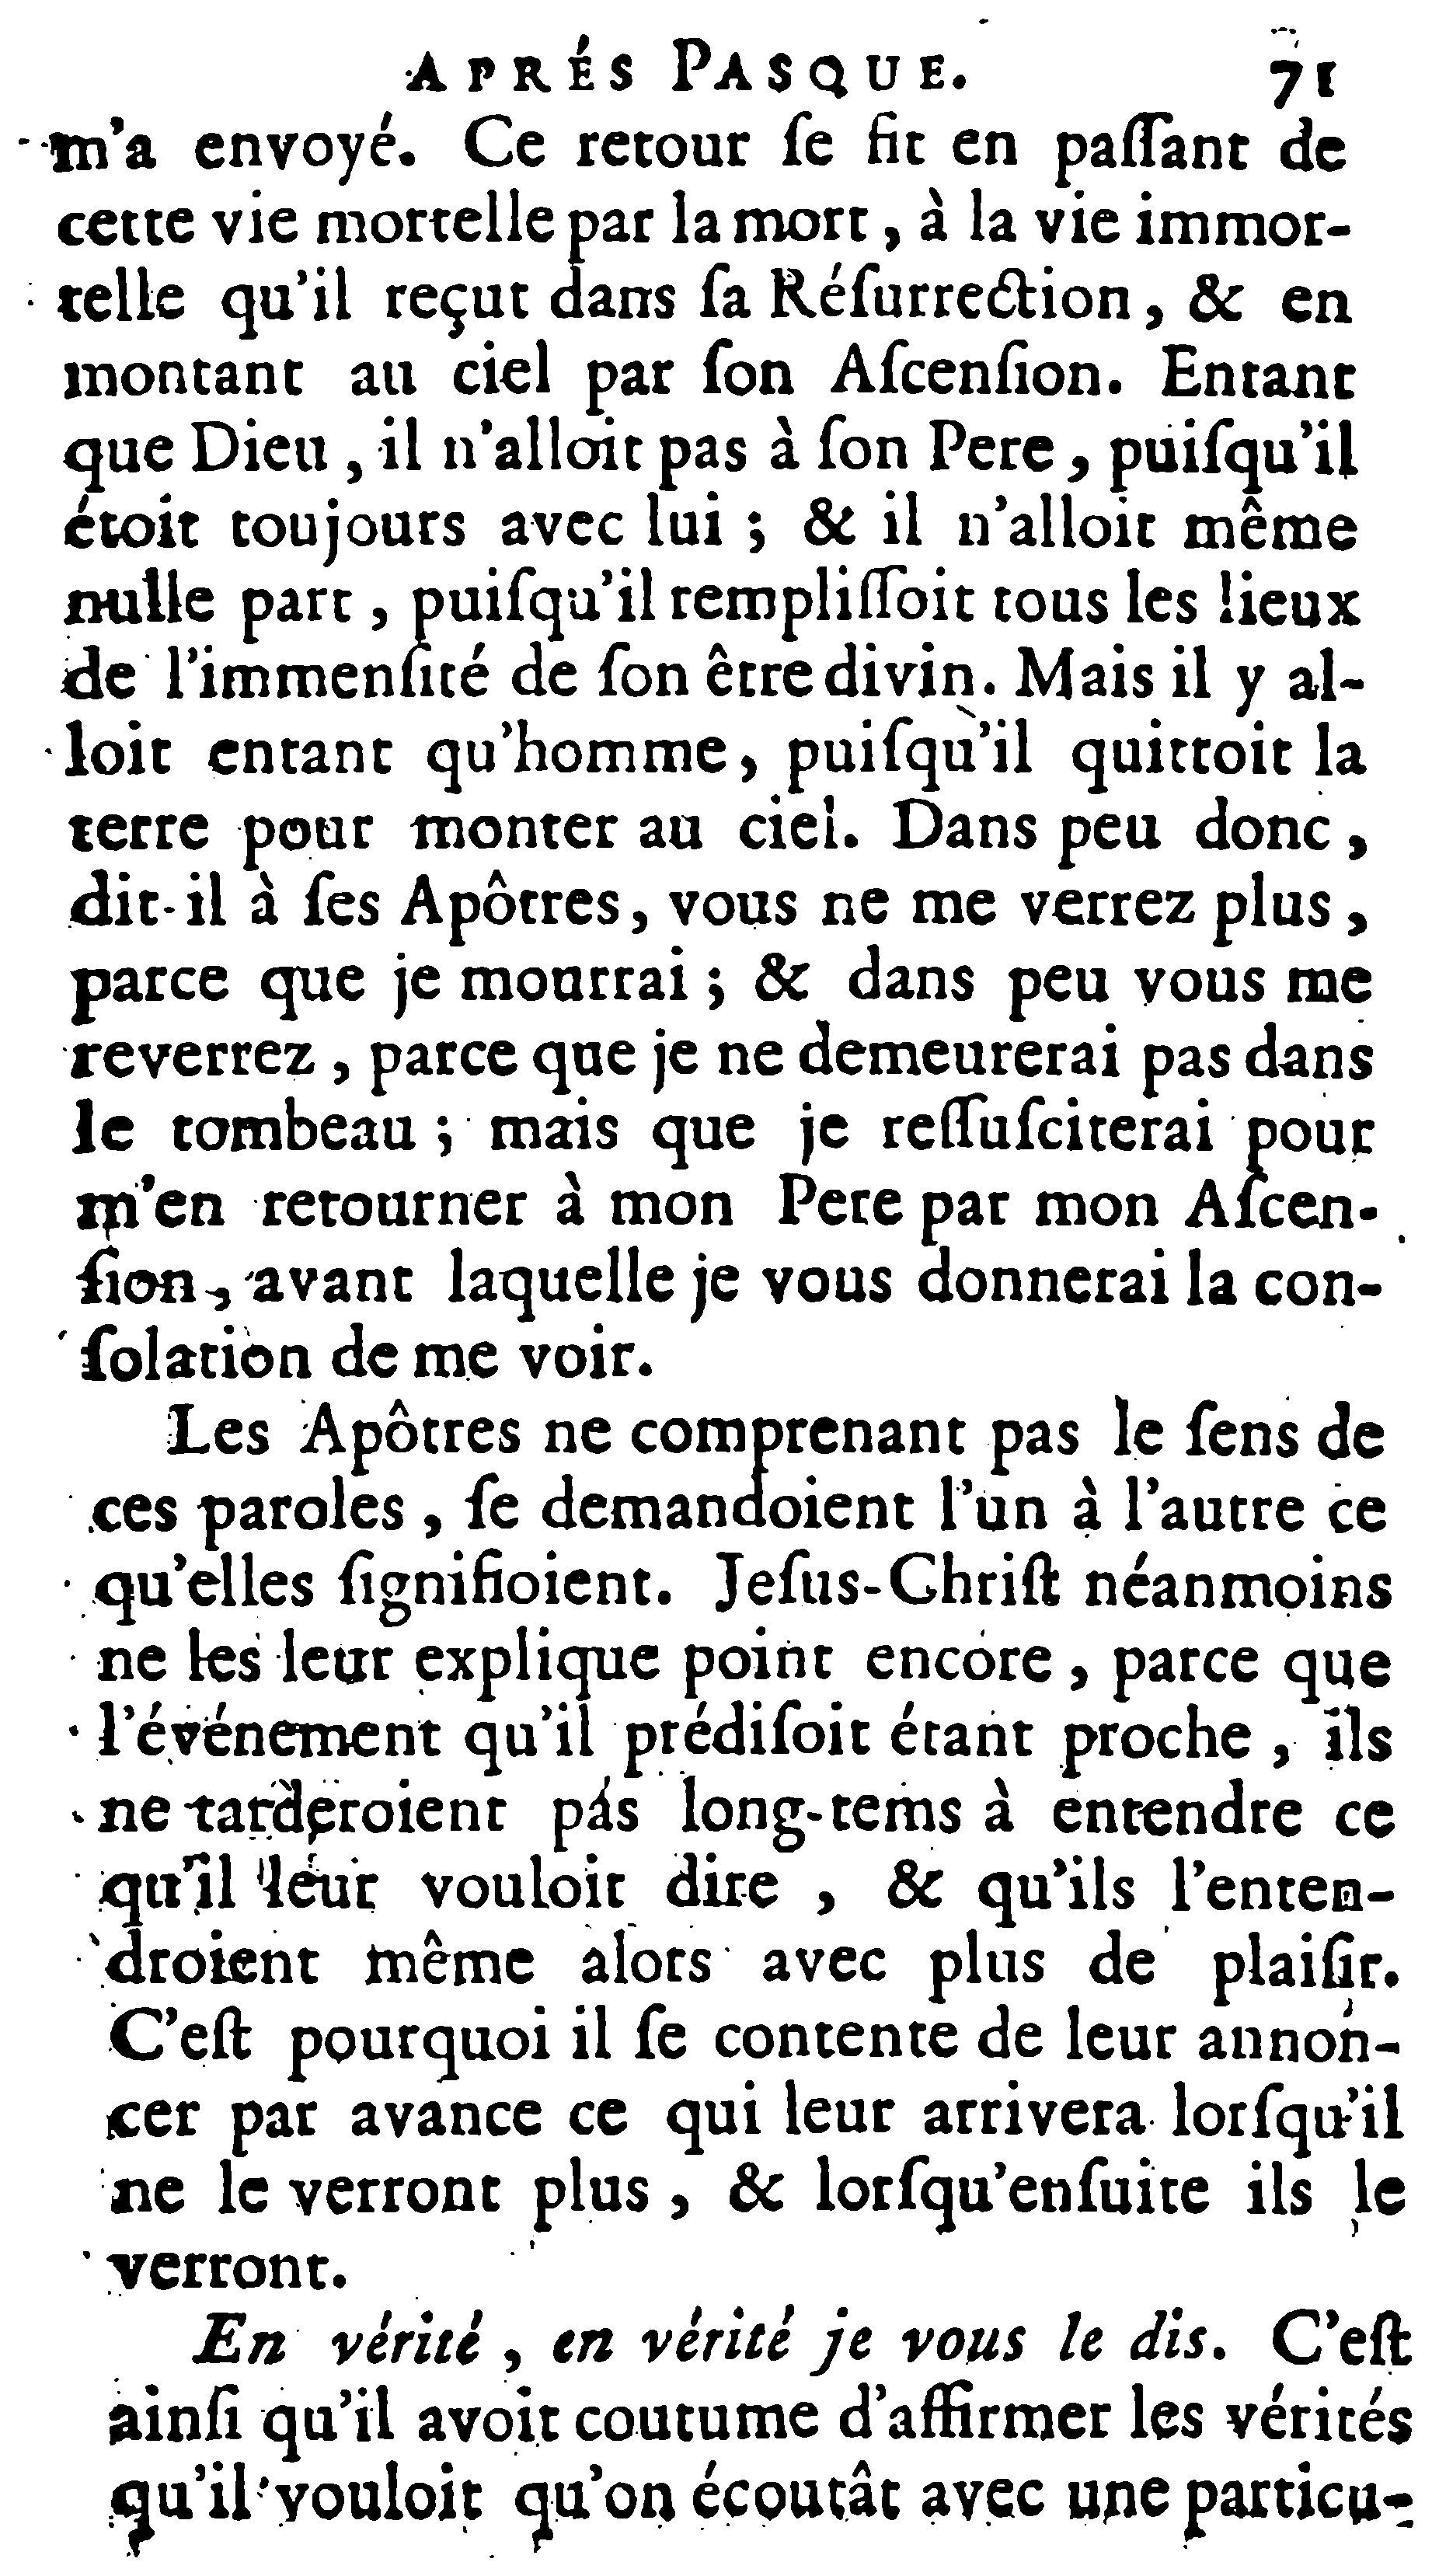 APRÉS PASQUE. 71
m'a envoyé. Ce retour ſe fit en paſſant de
cette vie mortelle par la mort, à la vie immor-
telle qu'il reçut dans ſa Réſurrection, & en
montant au ciel par ſon Aſcenſion. Entant
que Dieu, il n'alloit pas à ſon Pere, puiſqu'il
étoit toujours avec lui ; & il n'alloit même
nulle part, puiſqu'il rempliſſoit tous les lieux
de l'immenſité de ſon être divin. Mais il y al-
loit entant qu'homme, puiſqu'il quittoit la
terre pour monter au ciel. Dans peu donc,
dit-il à ſes Apôtres, vous ne me verrez plus,
parce que je mourrai ; & dans peu vous me
reverrez, parce que je ne demeurerai pas dans
le tombeau ; mais que je reſſuſciterai pour
m'en retourner à mon Pere par mon Aſcen-
ſion, avant laquelle je vous donnerai la con-
ſolation de me voir.
Les Apôtres ne comprenant pas le ſens de
ces paroles, ſe demandoient l'un à l'autre ce
qu'elles ſignifioient. Jeſus-Chriſt néanmoins
ne les leur explique point encore, parce que
l'événement qu'il prédiſoit étant proche, ils
ne tarderoient pas long-tems à entendre ce
qu'il leur vouloit dire, & qu'ils l'enten-
droient même alors avec plus de plaiſir.
C'eſt pourquoi il ſe contente de leur annon-
cer par avance ce qui leur arrivera lorſqu'il
ne le verront plus, & lorſqu'enſuite ils le
verront.
En vérité, en vérité je vous le dis. C'eſt
ainſi qu'il avoit coutume d'affirmer les vérités
qu'il vouloit qu'on écoutât avec une particu-